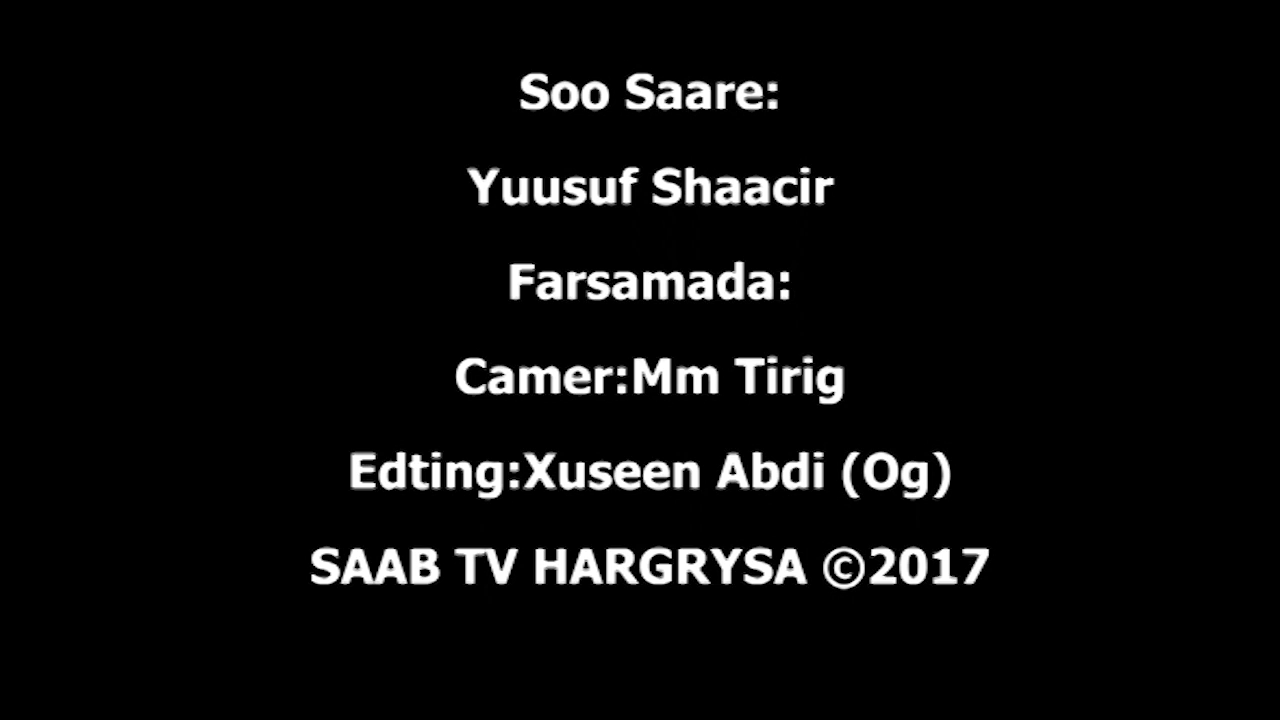 Soo Saare:
Yuusuf Shaacir
Farsamada:
Camer:Mm Tirig
Edting:Xuseen Abdi (Og)
SAAB TV HARGRYSA ©2017